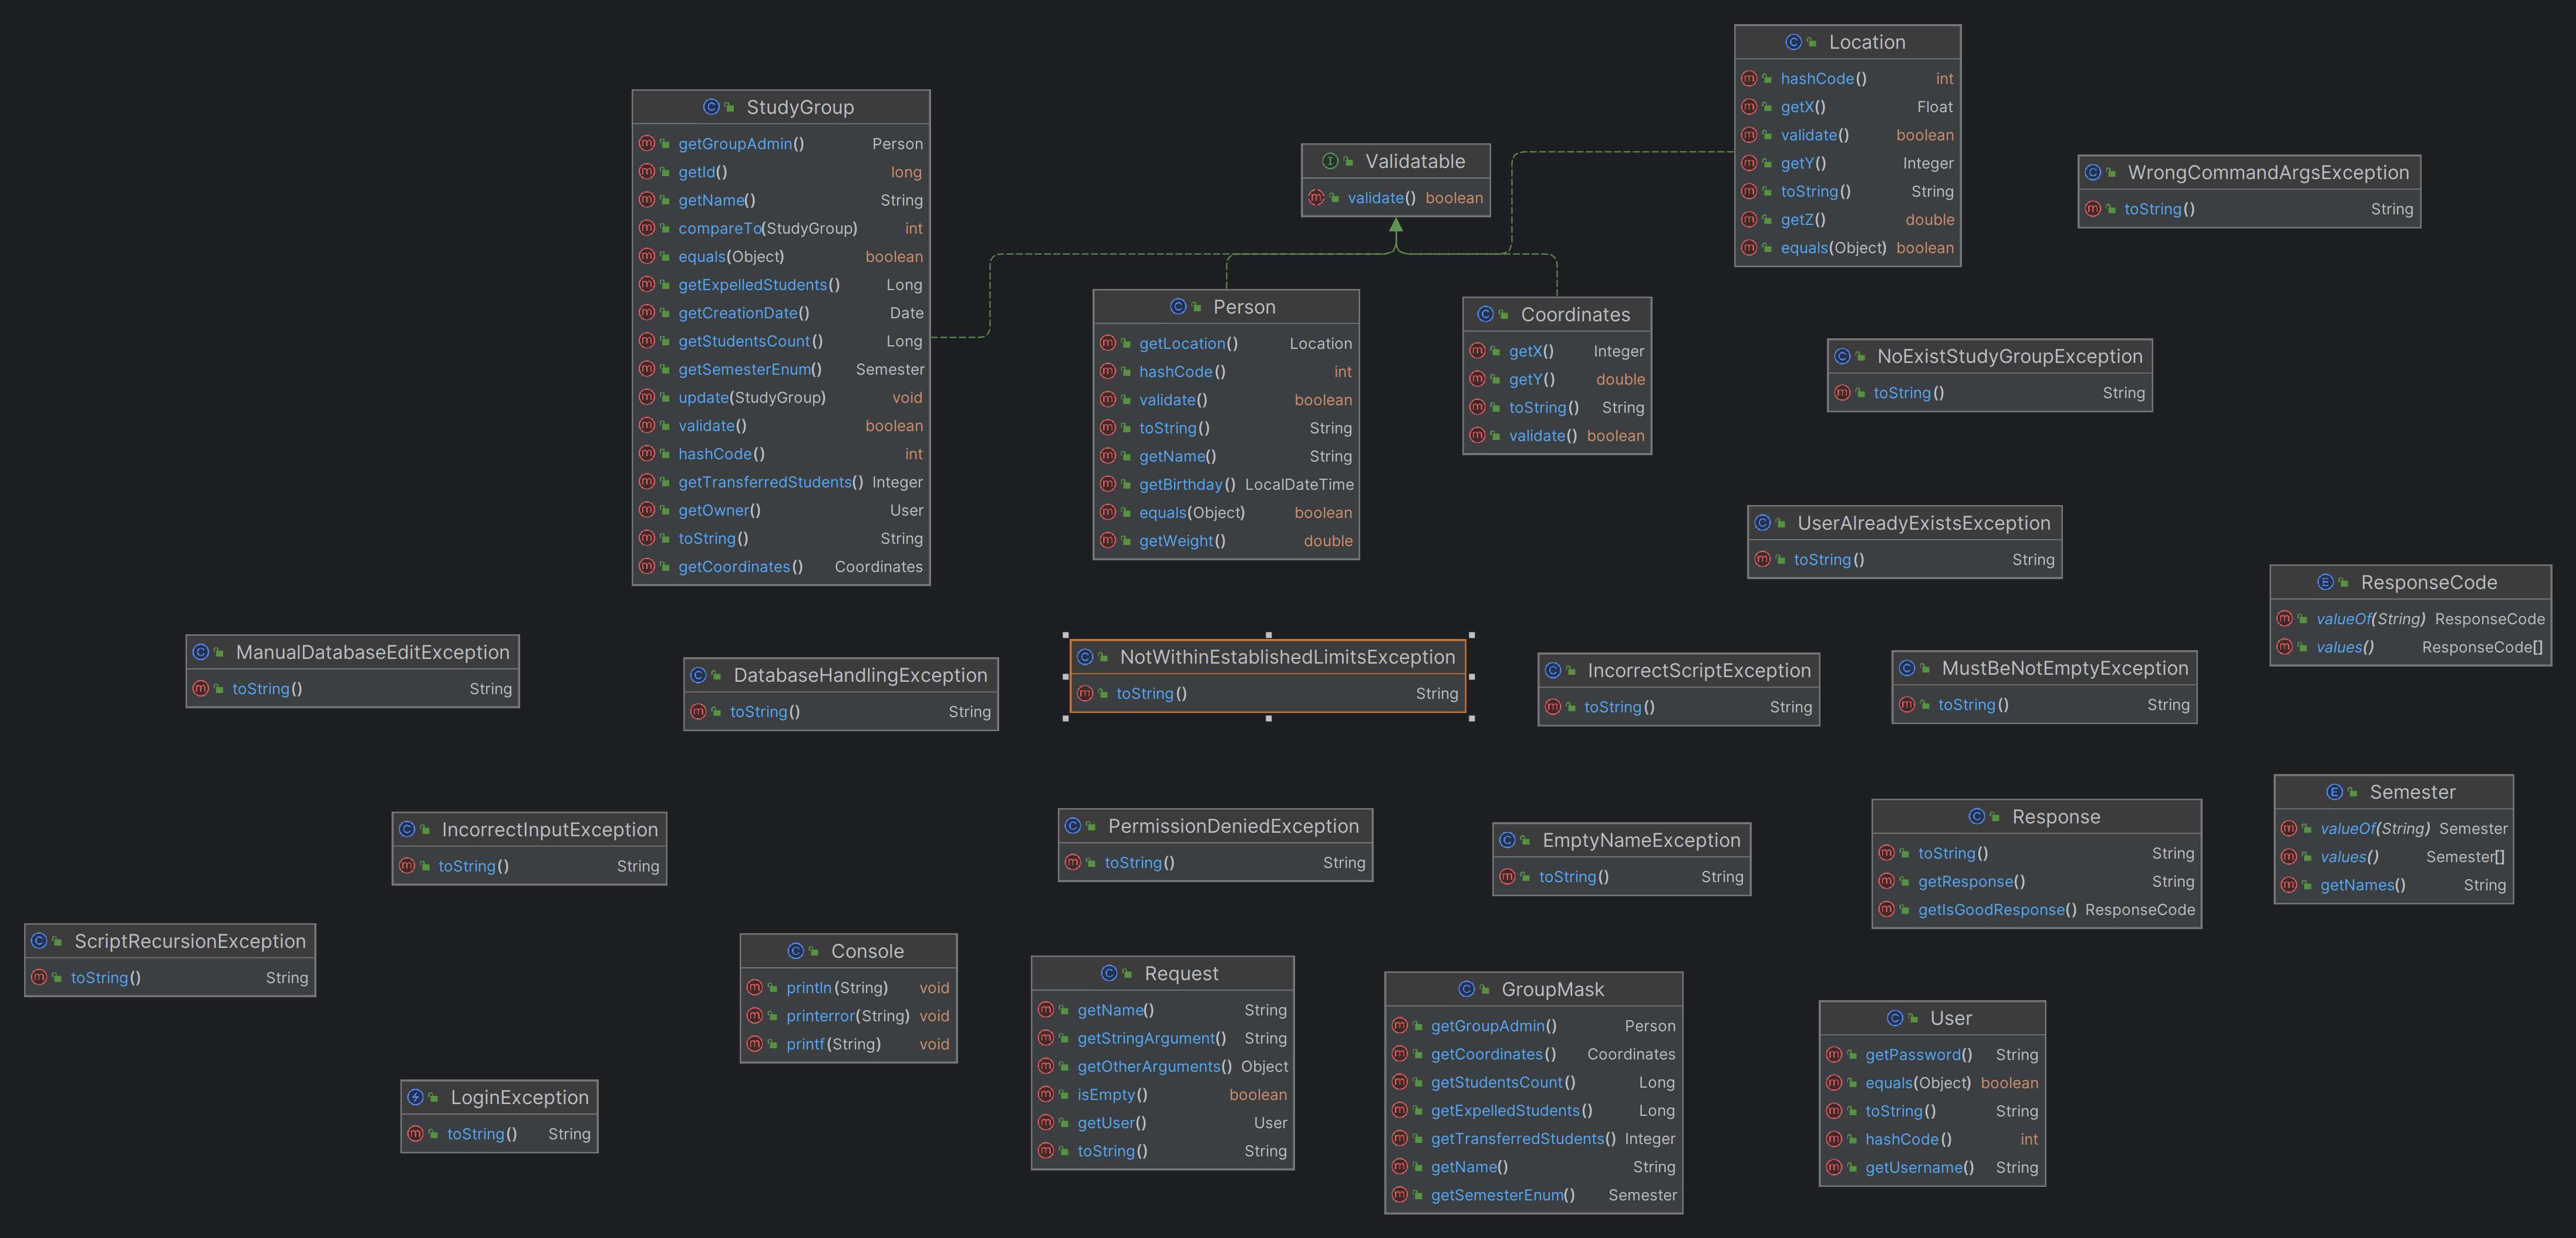 Location
hashCode() int
getX() Float
validate() boolean
getY() Integer
toString() String
getZ() double
equals(Object) boolean
StudyGroup
getGroupAdmin() Person
getId() long
getName() String
compareTo(StudyGroup) int
equals(Object) boolean
getExpelledStudents() Long
getCreationDate() Date
getStudentsCount() Long
getSemesterEnum() Semester
update(StudyGroup) void
validate() boolean
hashCode() int
getTransferredStudents() Integer
getOwner() User
toString() String
getCoordinates() Coordinates
Validatable
validate() boolean
WrongCommandArgsException
toString() String
Person
getLocation() Location
hashCode() int
validate() boolean
toString() String
getName() String
getBirthday() LocalDateTime
equals(Object) boolean
getWeight() double
Coordinates
getX() Integer
getY() double
toString() String
validate() boolean
NoExistStudyGroupException
toString() String
UserAlreadyExistsException
toString() String
ResponseCode
valueOf(String) ResponseCode
values() ResponseCode[]
ManualDatabaseEditException
toString() String
DatabaseHandlingException
toString() String
NotWithinEstablishedLimitsException
toString() String
IncorrectScriptException
toString() String
MustBeNotEmptyException
toString() String
IncorrectInputException
toString() String
PermissionDeniedException
toString() String
EmptyNameException
toString() String
Response
toString() String
getResponse() String
getIsGoodResponse() ResponseCode
Semester
valueOf(String) Semester
values() Semester[]
getNames() String
ScriptRecursionException
toString() String
Console
println(String) void
printerror(String) void
printf(String) void
Request
getName() String
getStringArgument() String
getOtherArguments() Object
isEmpty() boolean
getUser() User
toString() String
GroupMask
getGroupAdmin() Person
getCoordinates() Coordinates
getStudentsCount() Long
getExpelledStudents() Long
getTransferredStudents() Integer
getName() String
getSemesterEnum() Semester
User
getPassword() String
equals(Object) boolean
toString() String
hashCode() int
getUsername() String
LoginException
toString() String